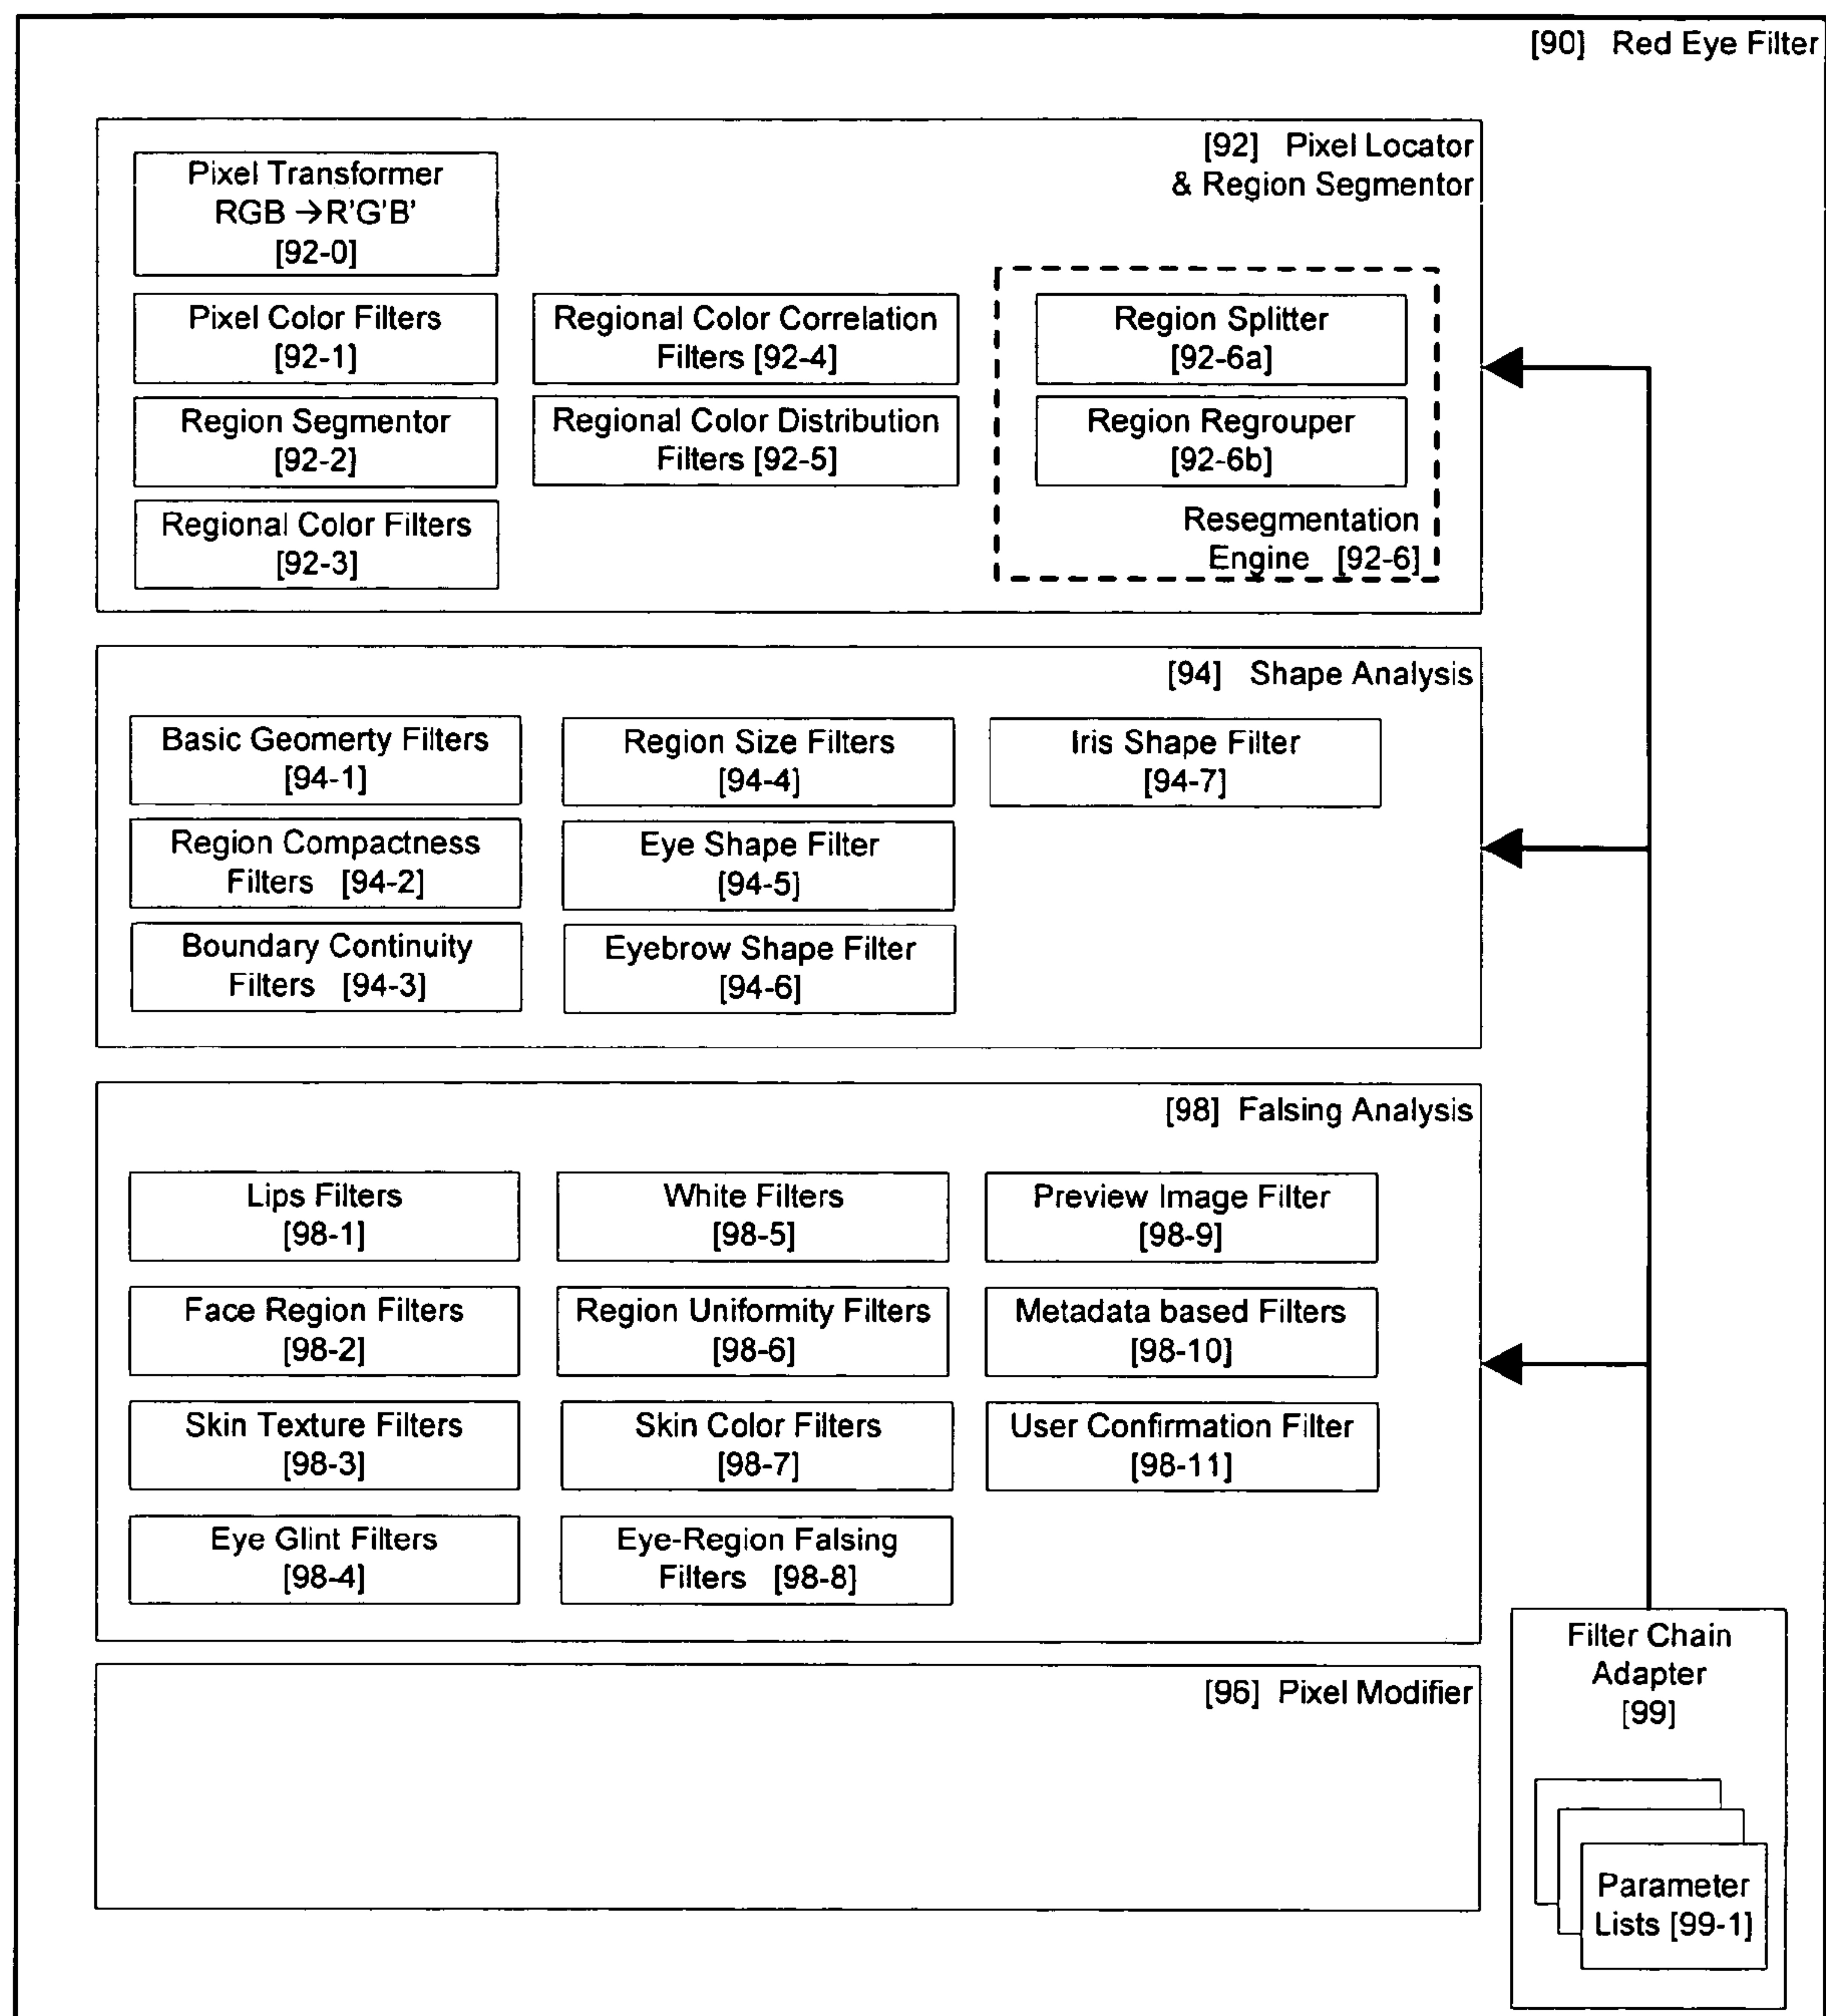 [90] Red Eye Filter
[92] Pixel Locator
& Region Segmentor
Pixel Transformer
RGB →R'G'B'
[92-0]
Pixel Color Filters
[92-1]
Regional Color Correlation
Filters [92-4]
Region Splitter
[92-6a]
Region Segmentor
[92-2]
Regional Color Distribution
Filters [92-5]
Region Regrouper
[92-6b]
Regional Color Filters
[92-3]
Resegmentation
Engine [92-6]
[94] Shape Analysis
Basic Geomerty Filters
[94-1]
Region Size Filters
[94-4]
Iris Shape Filter
[94-7]
Region Compactness
Filters [94-2]
Eye Shape Filter
[94-5]
Boundary Continuity
Filters [94-3]
Eyebrow Shape Filter
[94-6]
[98] Falsing Analysis
Lips Filters
[98-1]
White Filters
[98-5]
Preview Image Filter
[98-9]
Face Region Filters
[98-2]
Region Uniformity Filters
[98-6]
Metadata based Filters
[98-10]
Skin Texture Filters
[98-3]
Skin Color Filters
[98-7]
User Confirmation Filter
[98-11]
Eye Glint Filters
[98-4]
Eye-Region Falsing
Filters [98-8]
[96] Pixel Modifier
Filter Chain
Adapter
[99]
Parameter
Lists [99-1]